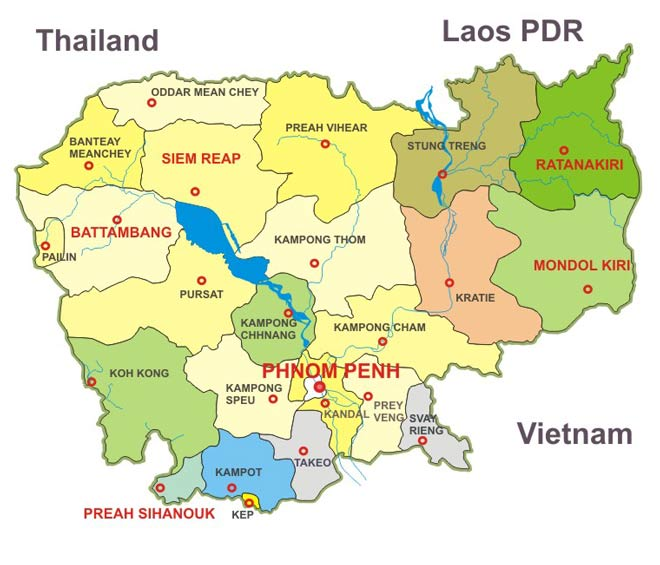 Thailand
Laos PDR
ODDAR MEAN CHEY
BANTEAY
MEANCHEY
SIEM REAP
PREAH VIHEAR
STUNG TRENG
RATANAKIRI
BATTAMBANG
PAILIN
KAMPONG THOM
MONDOL KIRI
PURSAT
KRATIE
KAMPONG
CHHNANG
KAMPONG CHAM
KOH KONG
PHNOM PENH
KAMPONG
SPEU
KANDAL
PREY
VENG
SVAY
RIENG
Vietnam
TAKEO
KAMPOT
PREAH SIHANOUK
KEP